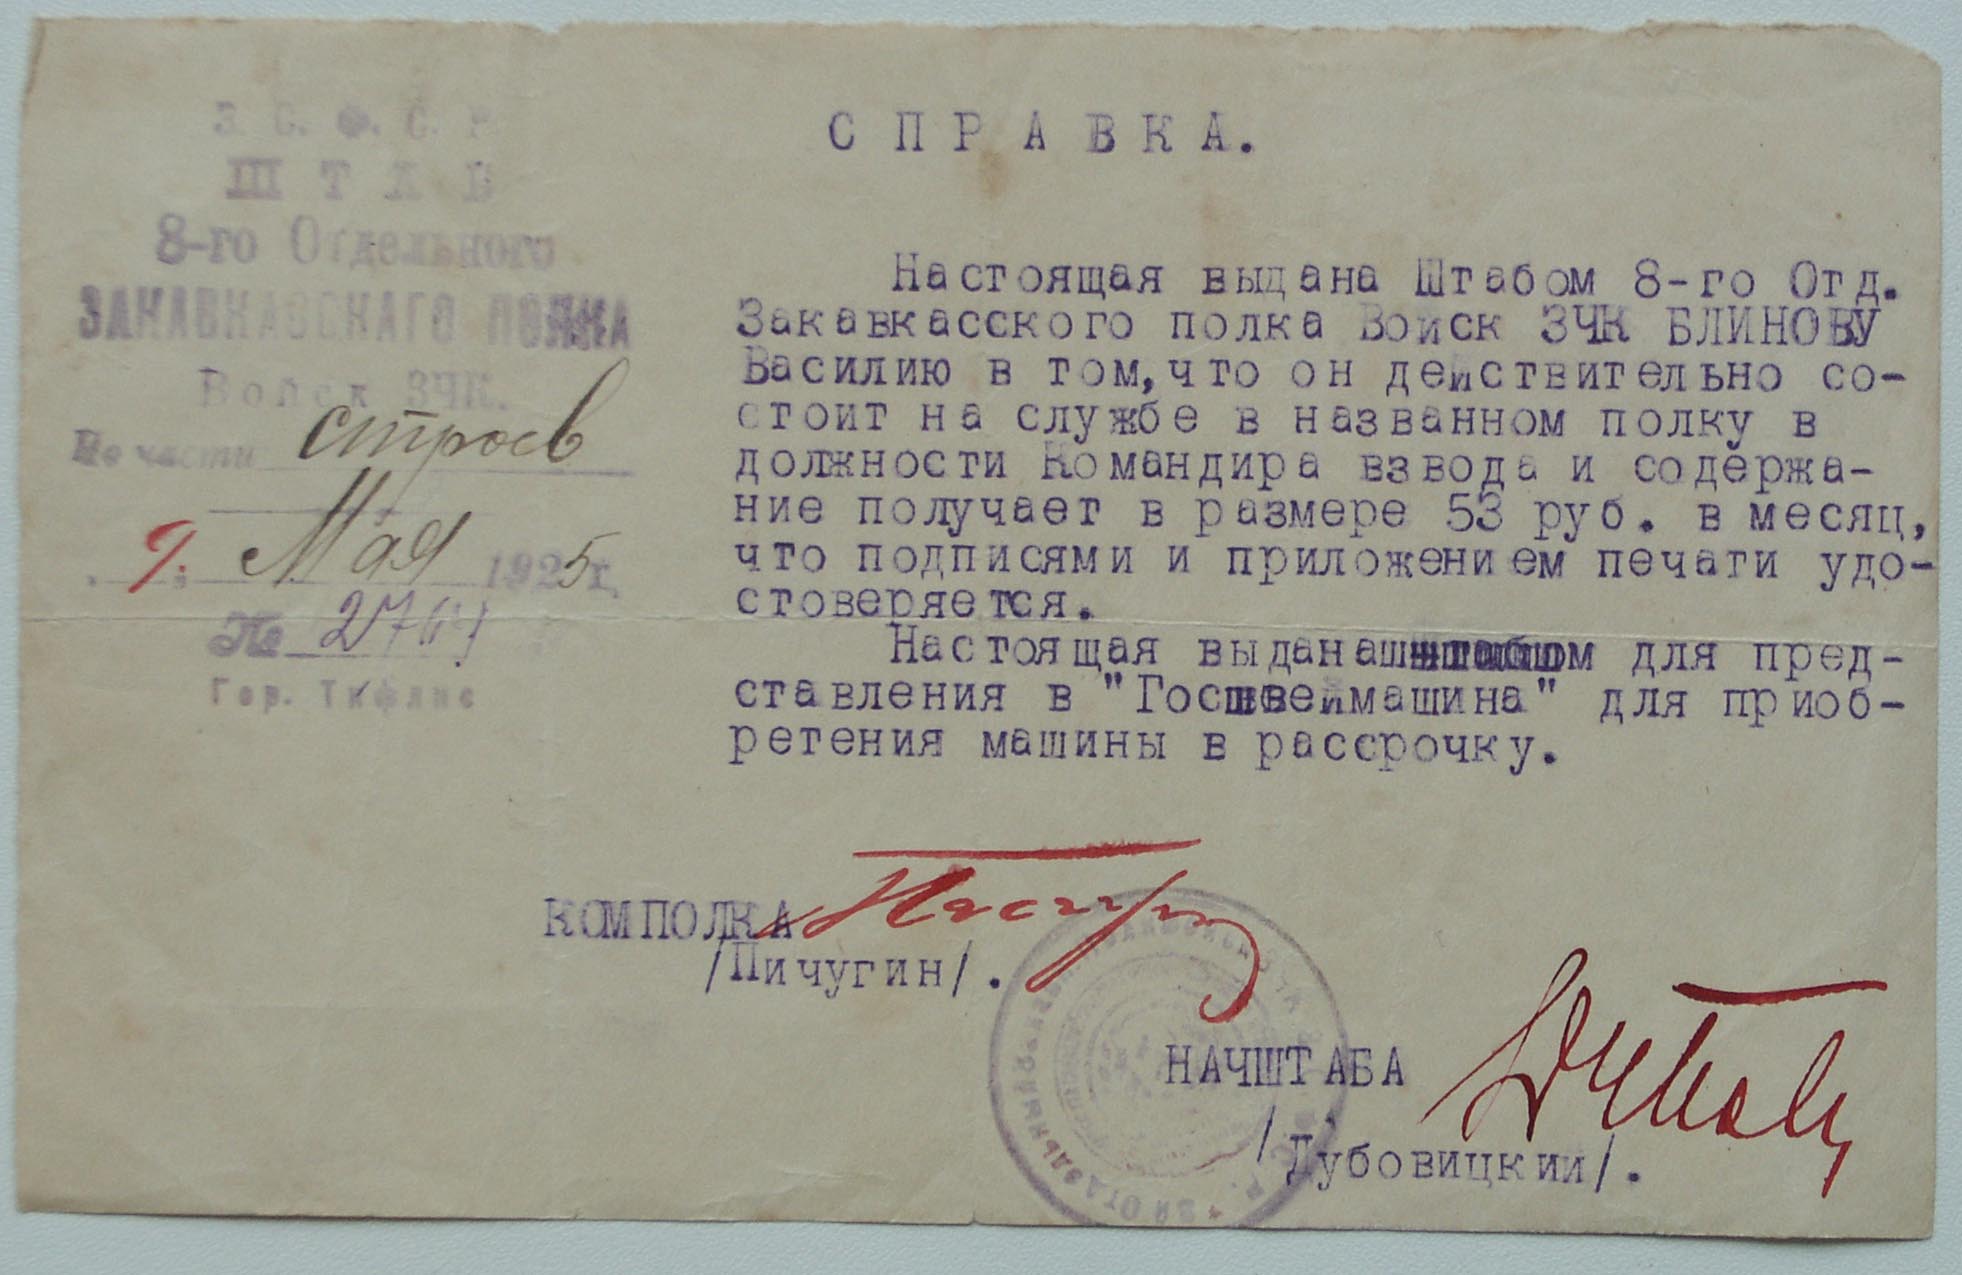 З. С. Ф. С. Р.
ШТАБ
8-го Отдельного
ЗАКАВКАЗСКАГО ПОЛКА
Войск ЗЧК.
По части строев
9. Мая 1925 г.
№
Гор. Тифлис
СПРАВКА.
Настоящая выдана Штабом 8-го Отд.
Закавкасского полка Войск ЗЧК БЛИНОВУ
Василию в том, что он действительно со-
стоит на службе в названном полку в
должности Командира взвода и содержа-
ние получает в размере 53 руб. в месяц,
что подписями и приложением печати удо-
стоверяется.
Настоящая выдана для пред-
ставления в "Госшвеймашина" для приоб-
ретения машины в рассрочку.
КОМПОЛКА
/Пичугин/.
НАЧШТАБА
/Дубовицкий/.